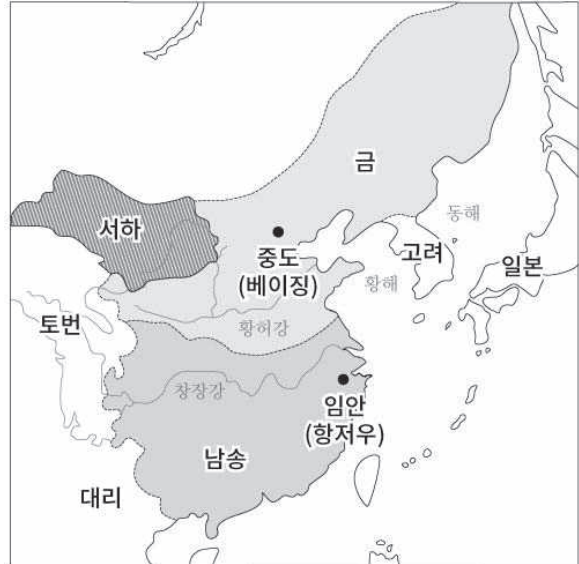 금
서하
동해
중도
(베이징)
고려
일본
황해
토번
황허강
창장강
임안
(항저우)
남송
대리